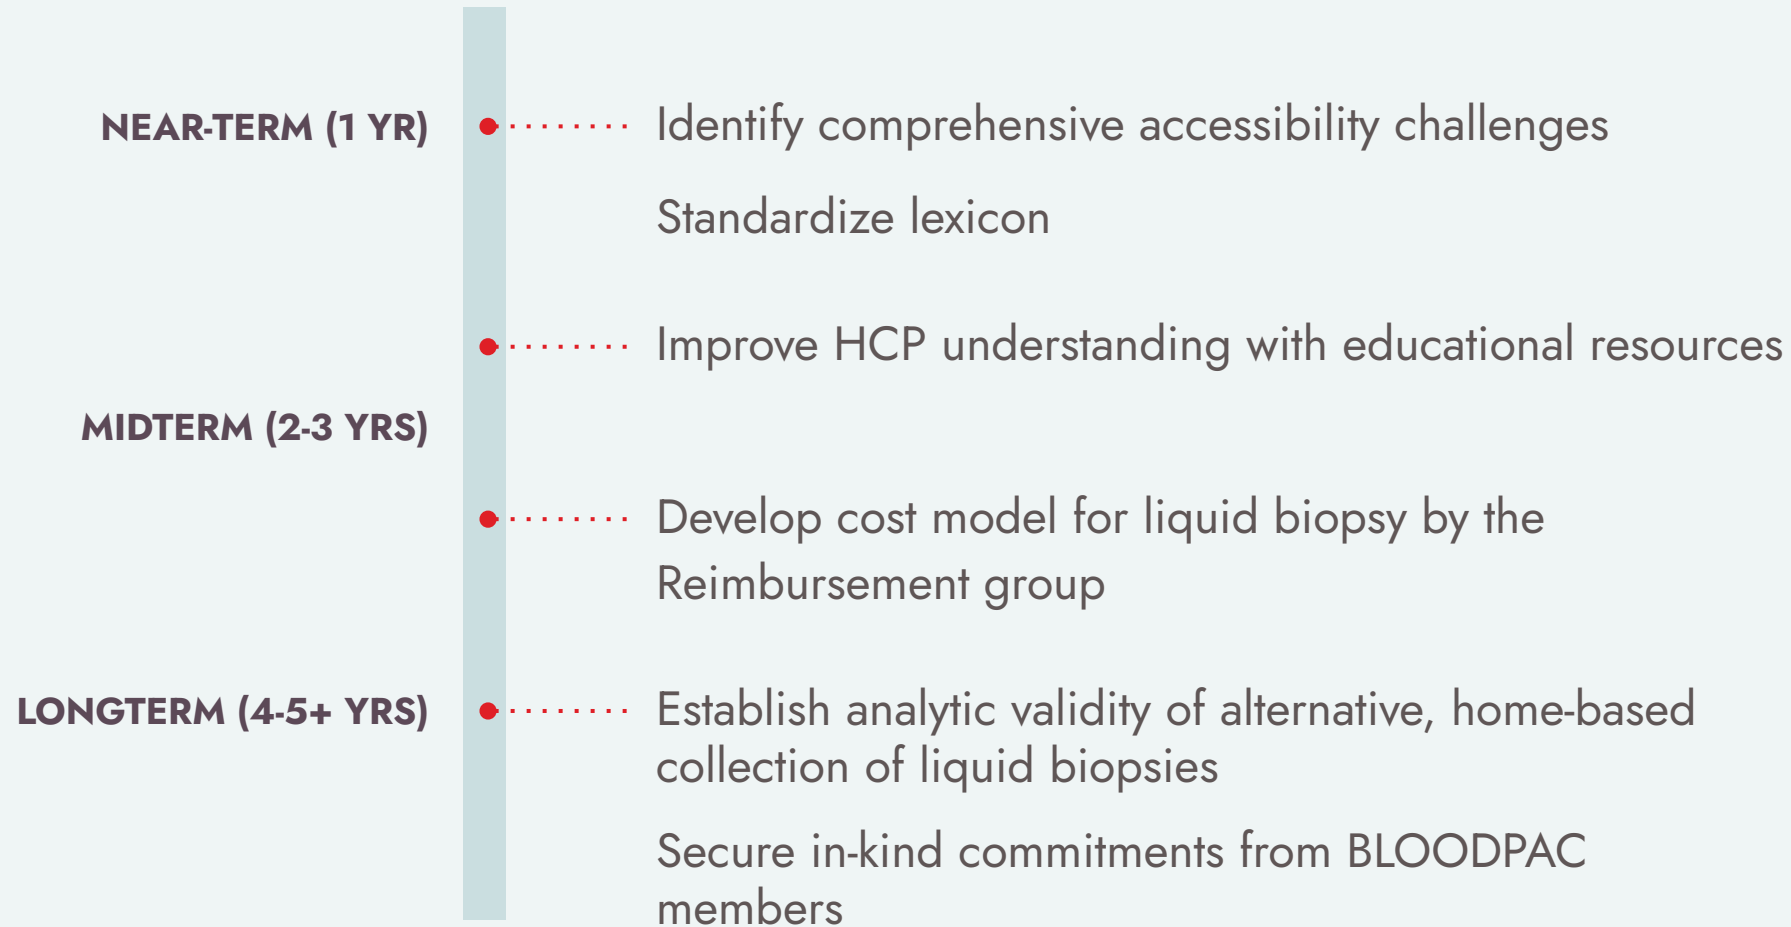 NEAR-TERM (1 YR)
Identify comprehensive accessibility challenges
Standardize lexicon
Improve HCP understanding with educational resources
MIDTERM (2-3 YRS)
Develop cost model for liquid biopsy by the
Reimbursement group
LONGTERM (4-5+ YRS)
Establish analytic validity of alternative, home-based
collection of liquid biopsies
Secure in-kind commitments from BLOODPAC
members